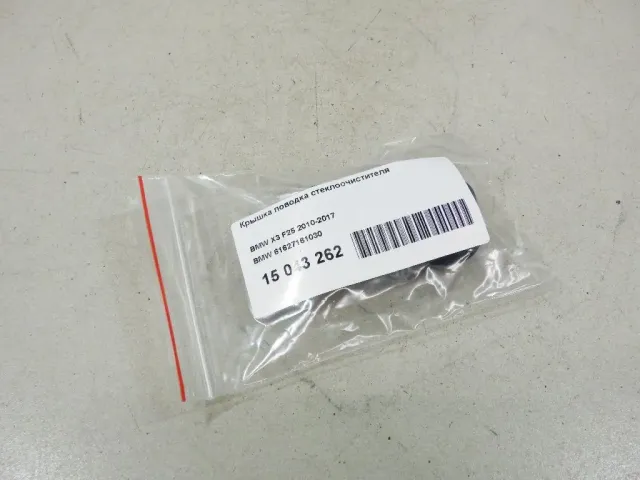 Крышка поводка стеклоочистителя
BMW X3 F25 2010-2017
BMW 61627161030
15 043 262